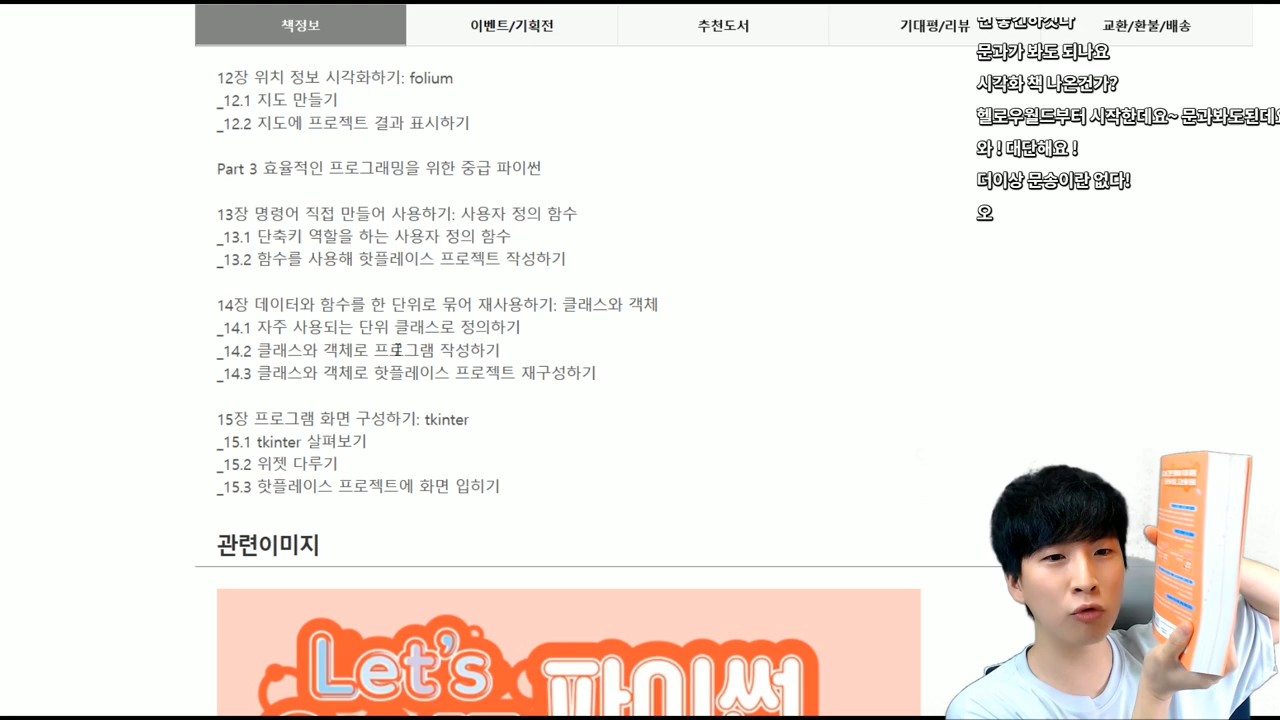 책정보
이벤트/기획전
추천도서
기대평/리뷰
교환/환불/배송
12장 위치 정보 시각화하기: folium
_12.1 지도 만들기
_12.2 지도에 프로젝트 결과 표시하기
Part 3 효율적인 프로그래밍을 위한 중급 파이썬
13장 명령어 직접 만들어 사용하기: 사용자 정의 함수
_13.1 단축키 역할을 하는 사용자 정의 함수
_13.2 함수를 사용해 핫플레이스 프로젝트 작성하기
14장 데이터와 함수를 한 단위로 묶어 재사용하기: 클래스와 객체
_14.1 자주 사용되는 단위 클래스로 정의하기
_14.2 클래스와 객체로 프로그램 작성하기
_14.3 클래스와 객체로 핫플레이스 프로젝트 재구성하기
15장 프로그램 화면 구성하기: tkinter
_15.1 tkinter 살펴보기
_15.2 위젯 다루기
_15.3 핫플레이스 프로젝트에 화면 입히기
관련이미지
Let's
파이썬
문과가 봐도 되나요
시각화 책 나온건가?
헬로우월드부터 시작한데요~ 문과봐도된데요
와 ! 대단해요 !
더이상 문송이란 없다!
오